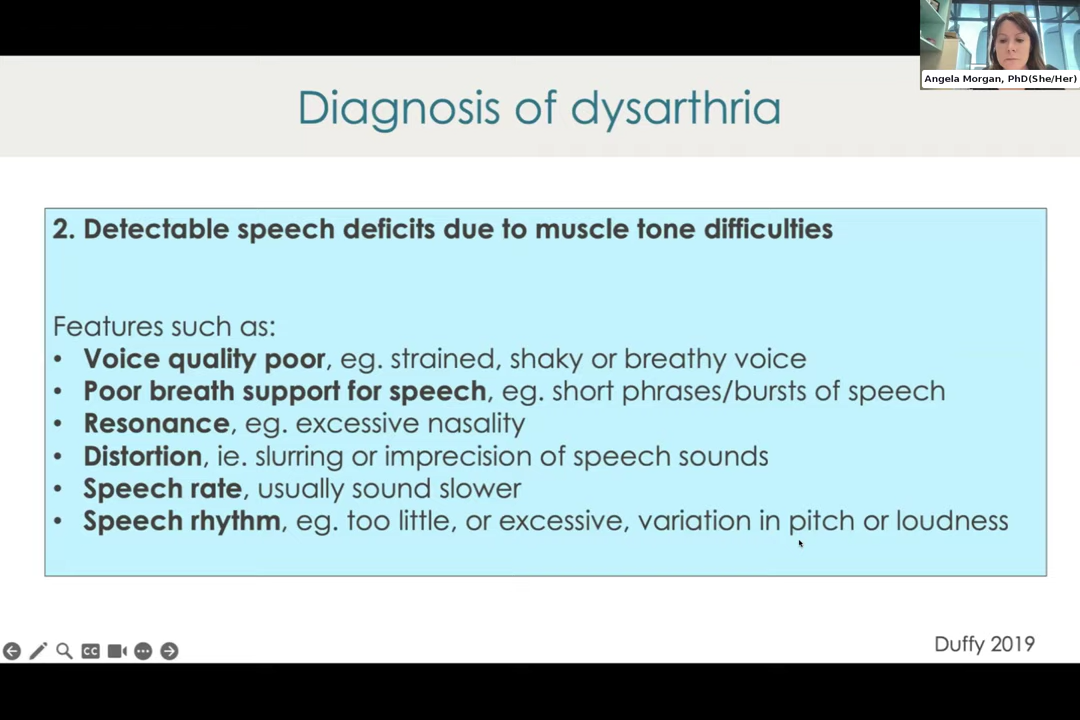 Angela Morgan, PhD(She/Her)
Diagnosis of dysarthria
2. Detectable speech deficits due to muscle tone difficulties
Features such as:
• Voice quality poor, eg. strained, shaky or breathy voice
• Poor breath support for speech, eg. short phrases/bursts of speech
• Resonance, eg. excessive nasality
• Distortion, ie. slurring or imprecision of speech sounds
• Speech rate, usually sound slower
• Speech rhythm, eg. too little, or excessive, variation in pitch or loudness
CC
Duffy 2019